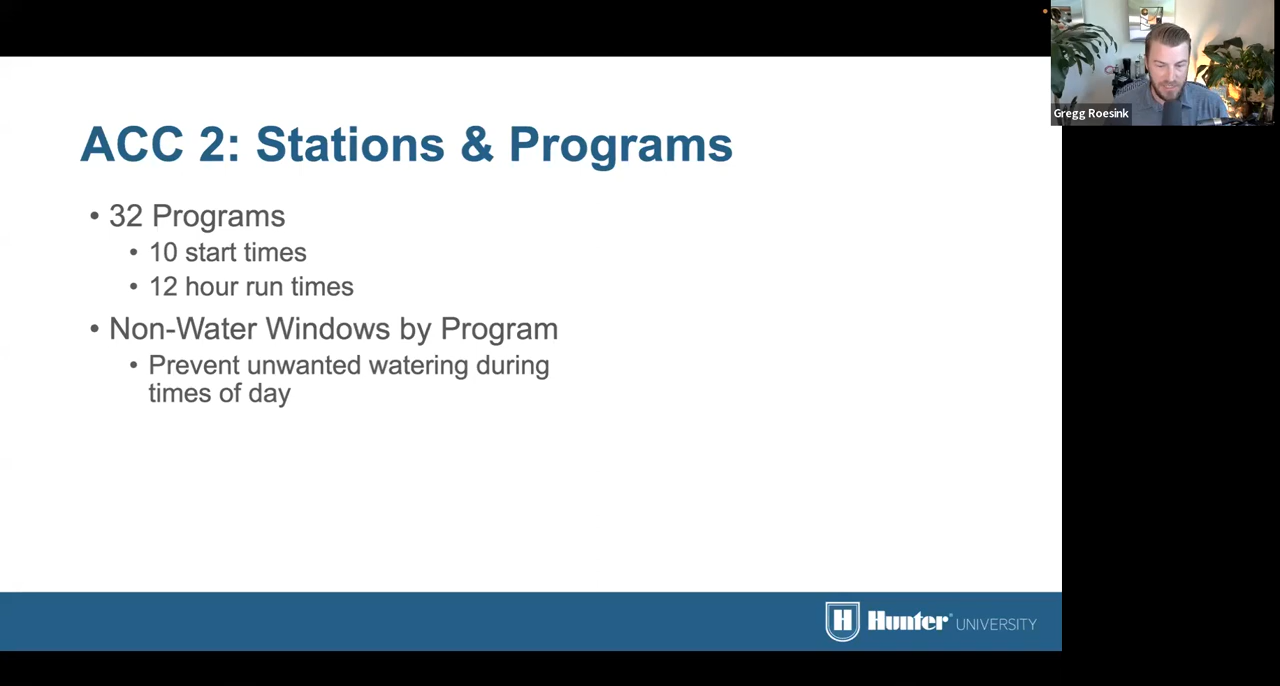 ACC 2: Stations & Programs
• 32 Programs
• 10 start times
• 12 hour run times
• Non-Water Windows by Program
• Prevent unwanted watering during
times of day
H Hunter® UNIVERSITY
Gregg Roesink